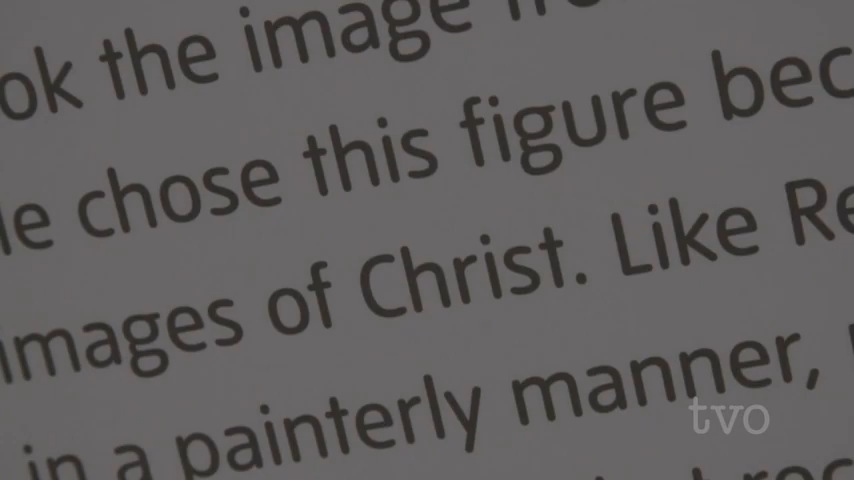 ok the image
le chose this figure bec
images of Christ. Like Re
in a painterly manner,
tvo